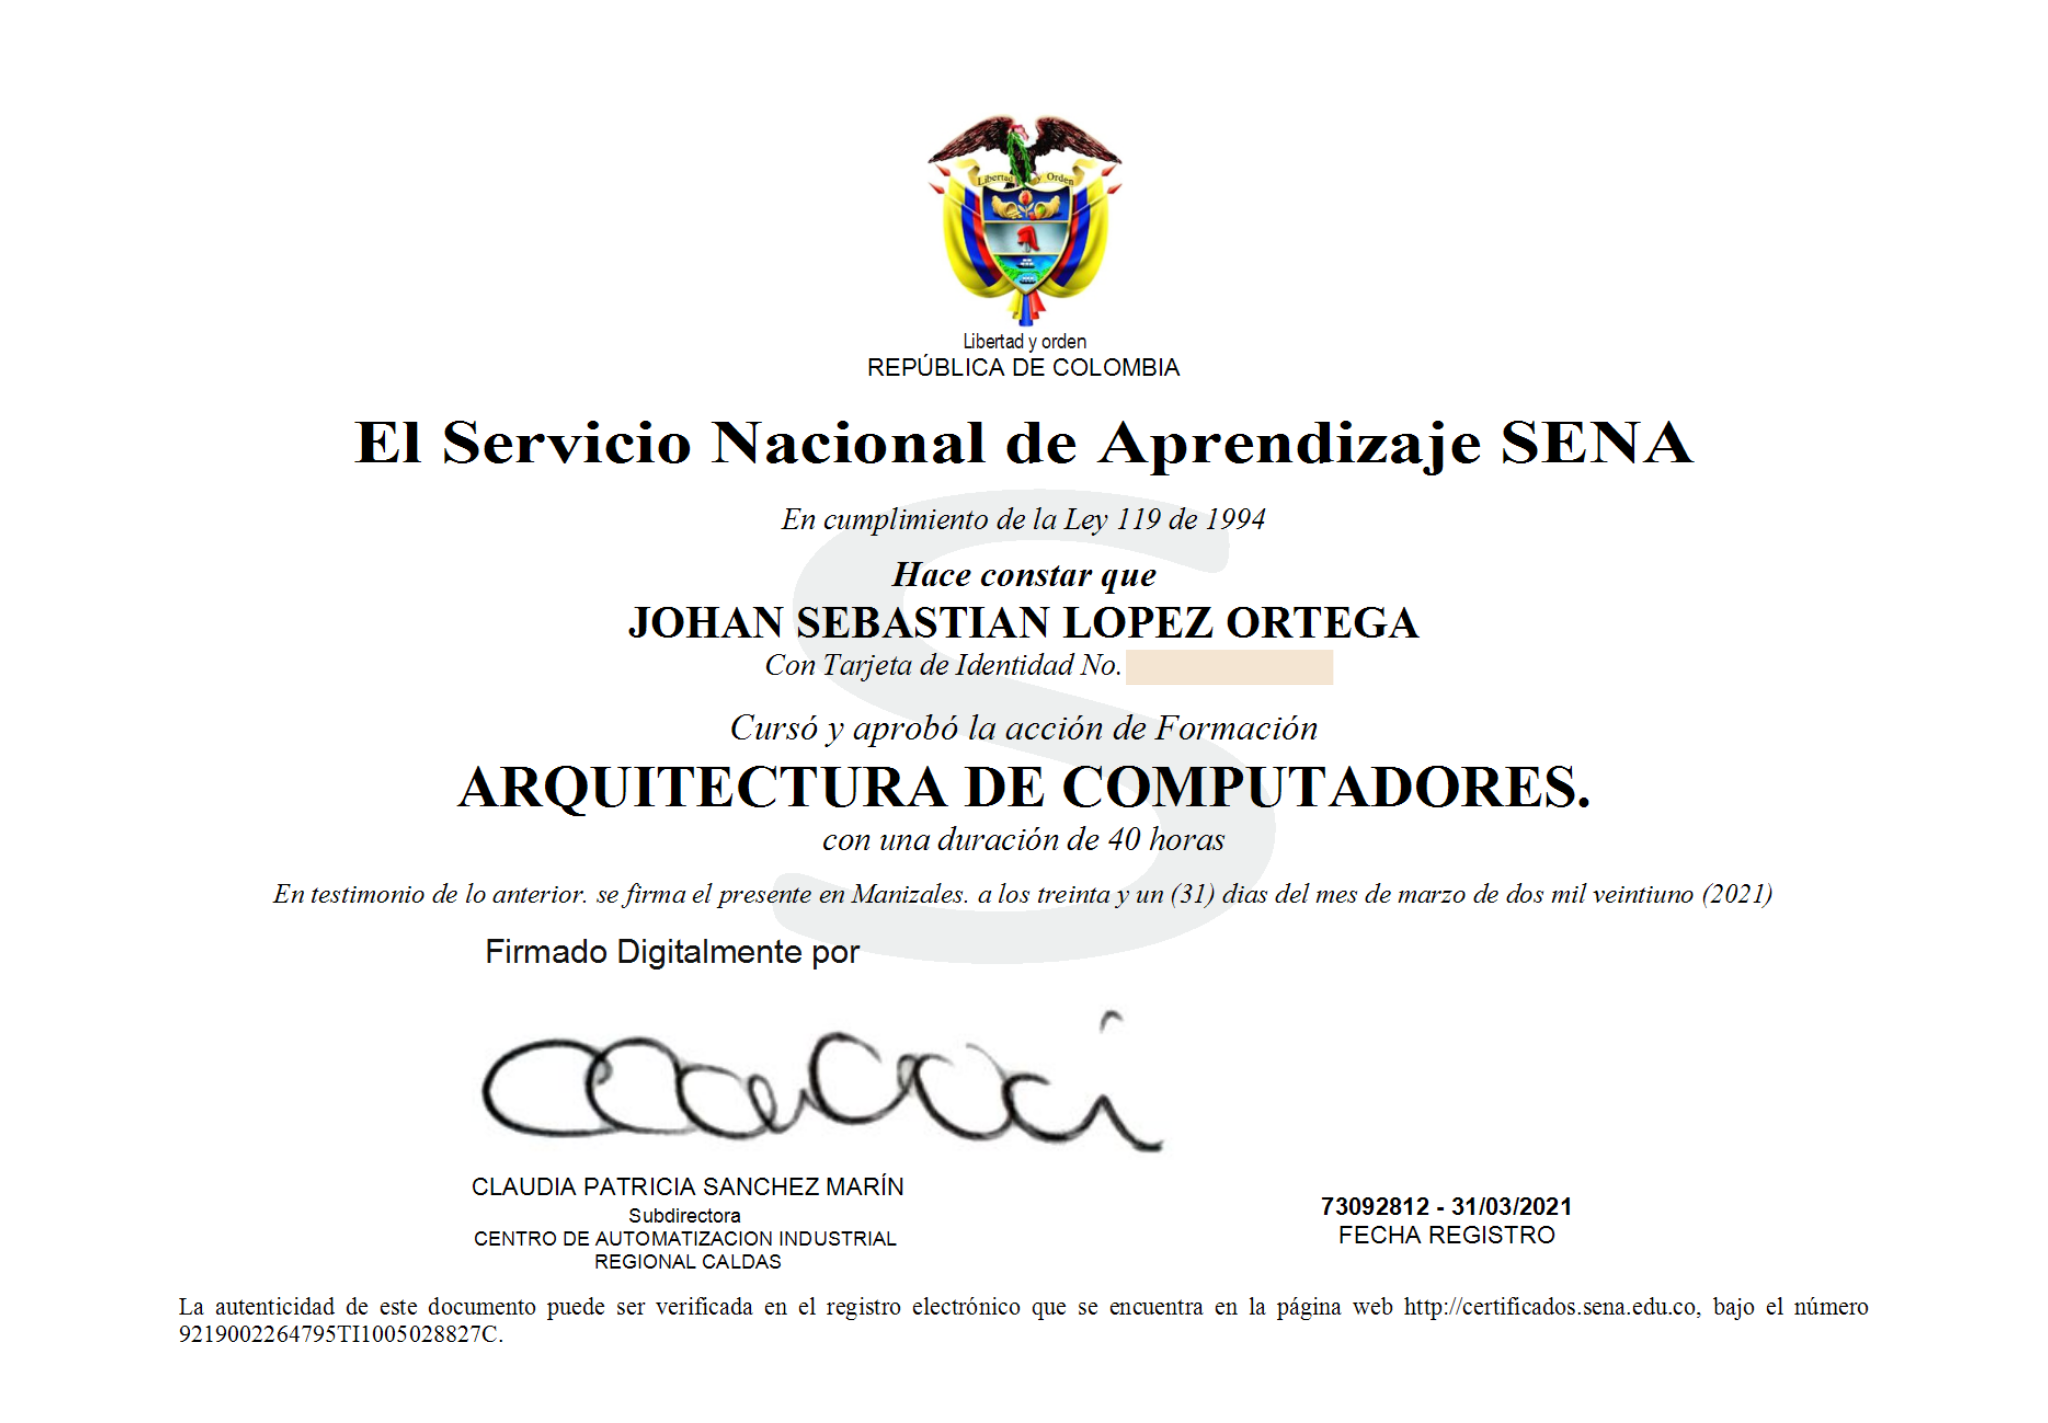 Libertad y Orden
Libertad y orden
REPÚBLICA DE COLOMBIA
El Servicio Nacional de Aprendizaje SENA
En cumplimiento de la Ley 119 de 1994
Hace constar que
JOHAN SEBASTIAN LOPEZ ORTEGA
Con Tarjeta de Identidad No.
Cursó y aprobó la acción de Formación
ARQUITECTURA DE COMPUTADORES.
con una duración de 40 horas
En testimonio de lo anterior. se firma el presente en Manizales. a los treinta y un (31) dias del mes de marzo de dos mil veintiuno (2021)
Firmado Digitalmente por
CLAUDIA PATRICIA SANCHEZ MARÍN
Subdirectora
CENTRO DE AUTOMATIZACION INDUSTRIAL
REGIONAL CALDAS
73092812 - 31/03/2021
FECHA REGISTRO
La autenticidad de este documento puede ser verificada en el registro electrónico que se encuentra en la página web http://certificados.sena.edu.co, bajo el número
9219002264795TI1005028827C.